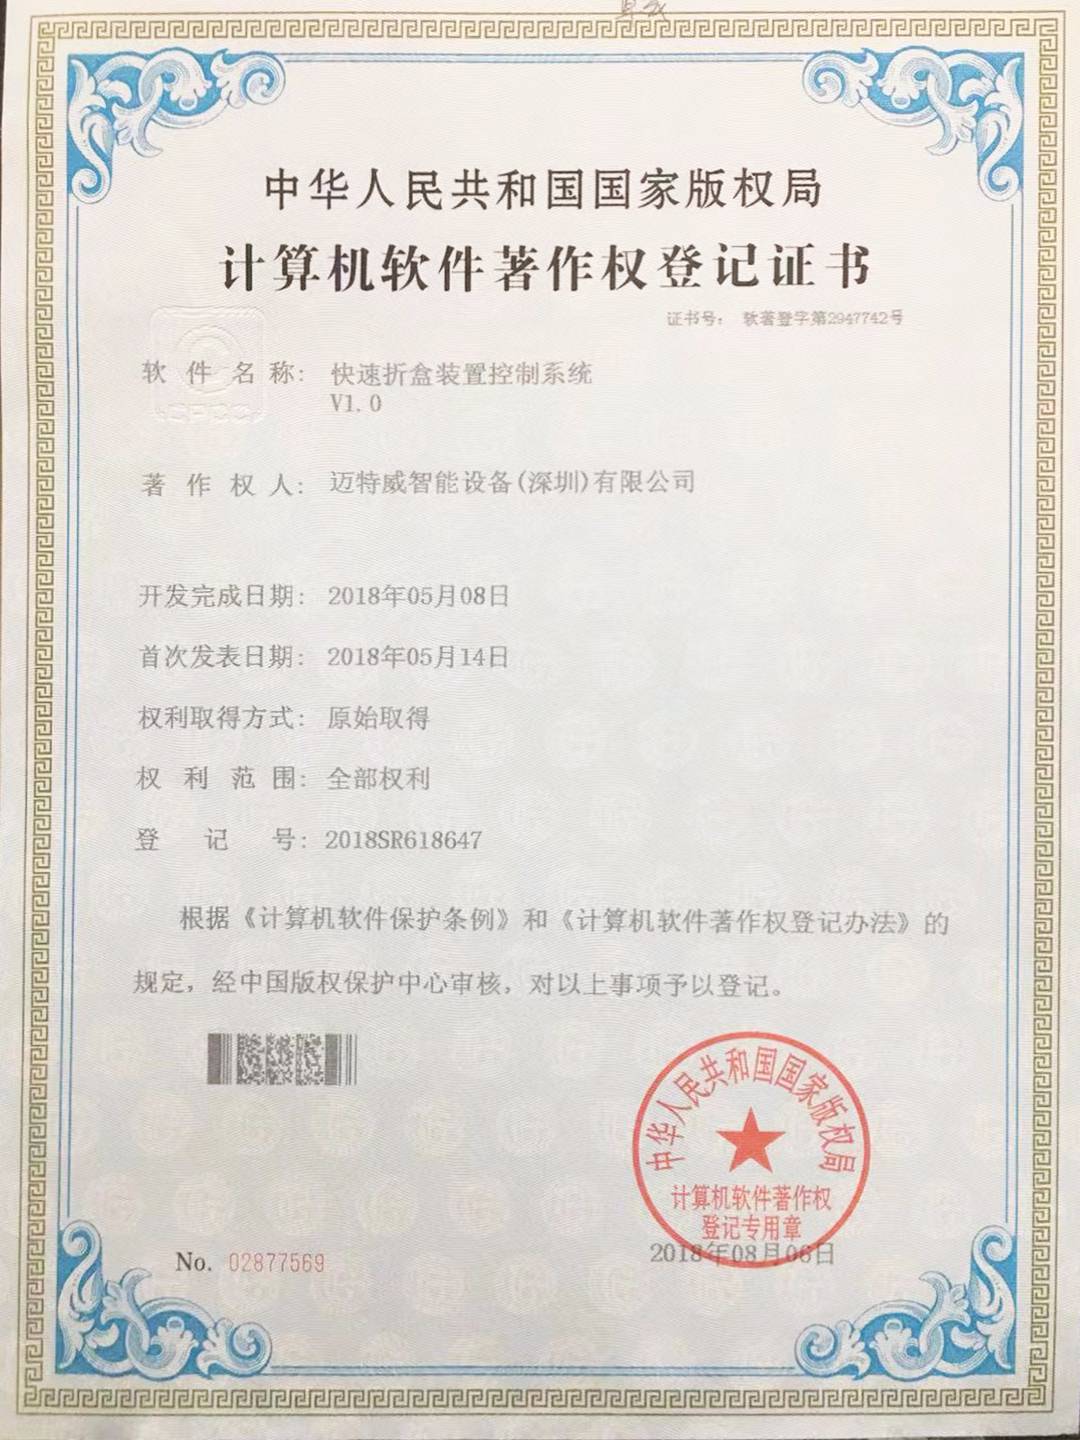 中华人民共和国国家版权局
计算机软件著作权登记证书
证书号: 软著登字第2947742号
软件名称: 快速折盒装置控制系统
V1.0
著作权人: 迈特威智能设备(深圳)有限公司
开发完成日期: 2018年05月08日
首次发表日期: 2018年05月14日
权利取得方式: 原始取得
权利范围: 全部权利
登记号: 2018SR618647
根据《计算机软件保护条例》和《计算机软件著作权登记办法》的
规定，经中国版权保护中心审核，对以上事项予以登记。
中华人民共和国国家版权局
计算机软件著作权
登记专用章
No. 02877569
2018年08月06日
CPCC